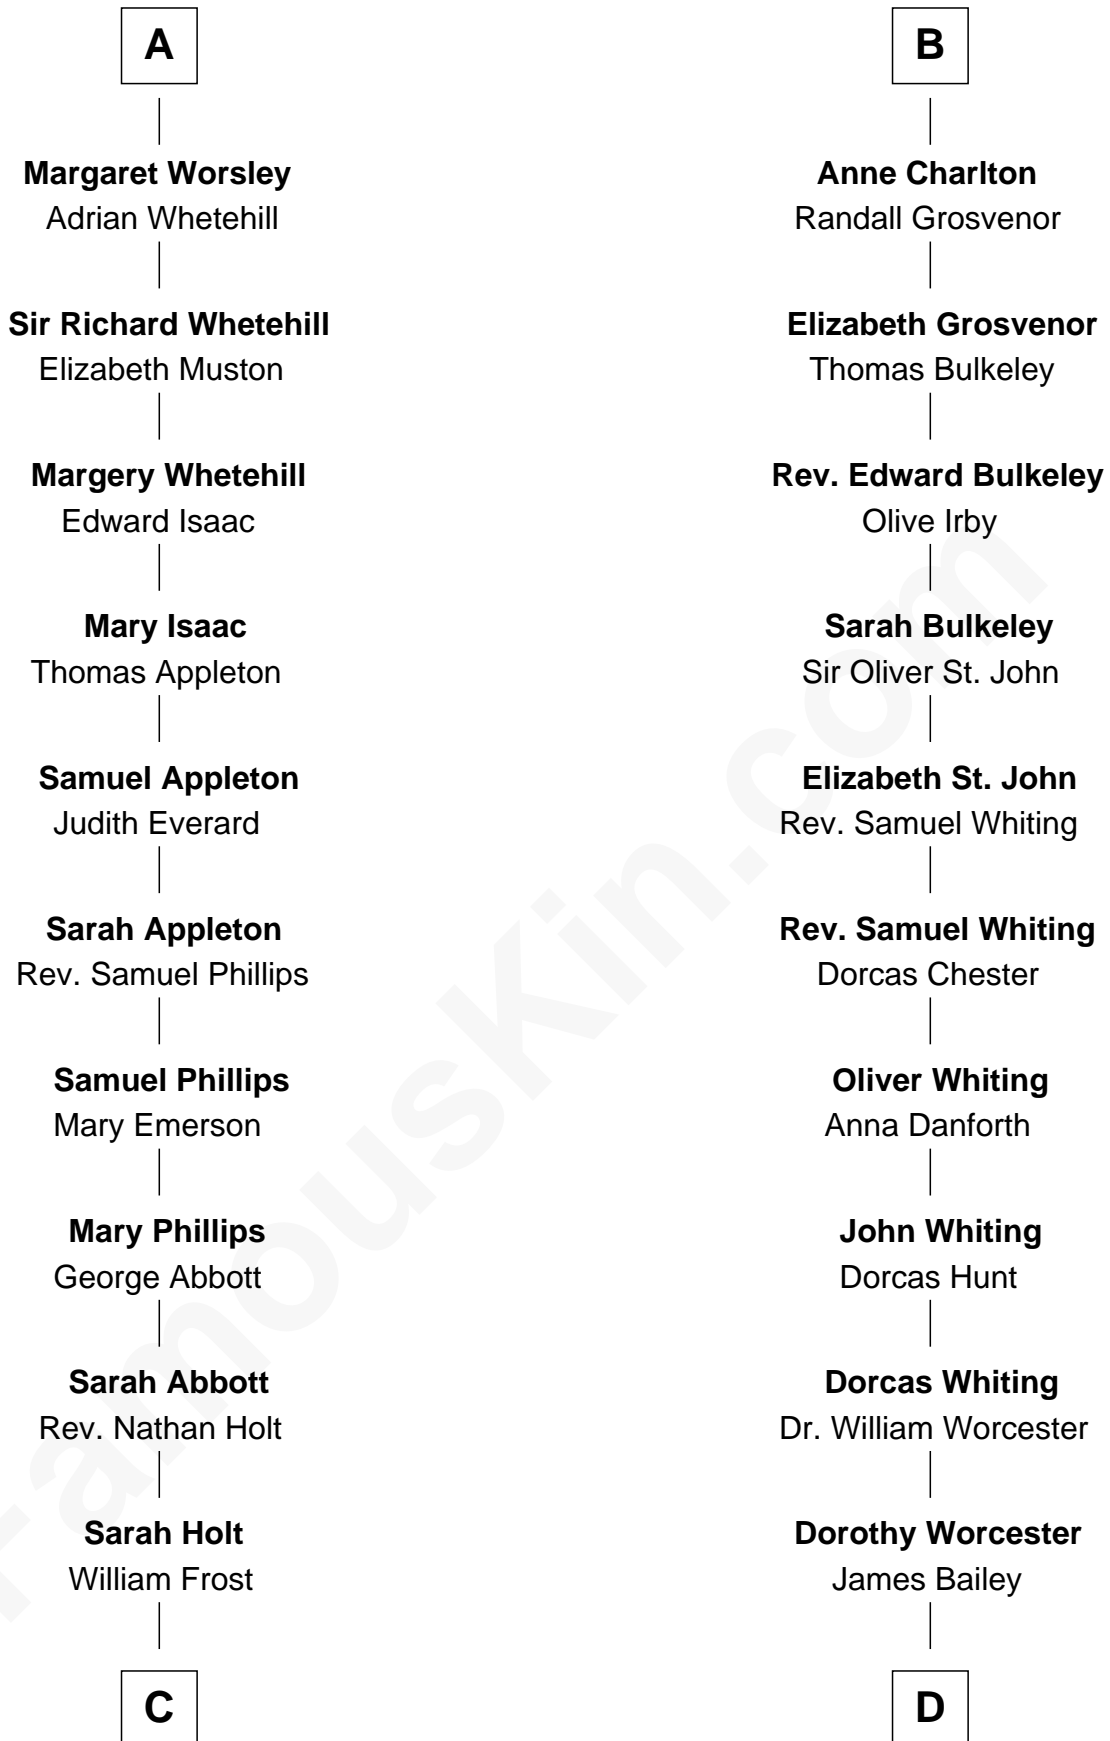 A
Margaret Worsley
Adrian Whetehill
Sir Richard Whetehill
Elizabeth Muston
Margery Whetehill
Edward Isaac
Mary Isaac
Thomas Appleton
Samuel Appleton
Judith Everard
Sarah Appleton
Rev. Samuel Phillips
Samuel Phillips
Mary Emerson
Mary Phillips
George Abbott
Sarah Abbott
Rev. Nathan Holt
Sarah Holt
William Frost
C
B
Anne Charlton
Randall Grosvenor
Elizabeth Grosvenor
Thomas Bulkeley
Rev. Edward Bulkeley
Olive Irby
Sarah Bulkeley
Sir Oliver St. John
Elizabeth St. John
Rev. Samuel Whiting
Rev. Samuel Whiting
Dorcas Chester
Oliver Whiting
Anna Danforth
John Whiting
Dorcas Hunt
Dorcas Whiting
Dr. William Worcester
Dorothy Worcester
James Bailey
D
FamousKin.com